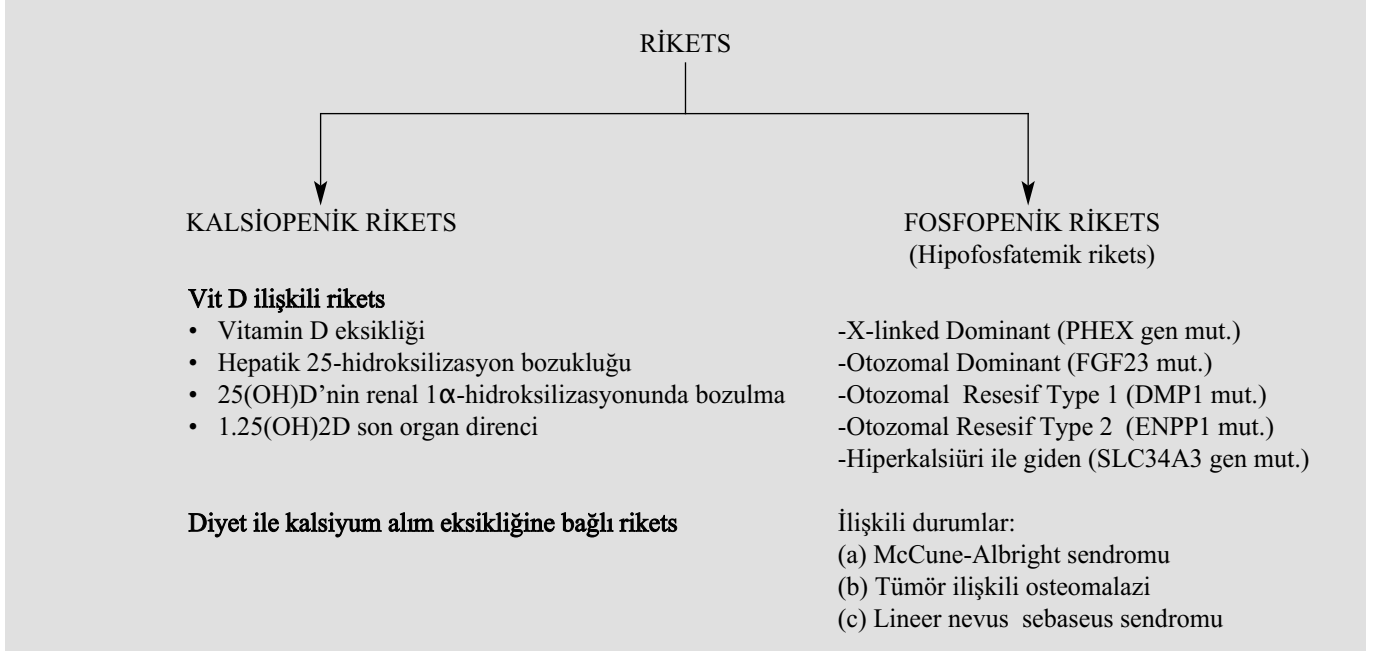 RİKETS
KALSİOPENİK RİKETS
Vit D ilişkili rikets
• Vitamin D eksikliği
• Hepatik 25-hidroksilizasyon bozukluğu
• 25(OH)D’nin renal 1α-hidroksilizasyonunda bozulma
• 1.25(OH)2D son organ direnci
Diyet ile kalsiyum alım eksikliğine bağlı rikets
FOSFOPENİK RİKETS
(Hipofosfatemik rikets)
-X-linked Dominant (PHEX gen mut.)
-Otozomal Dominant (FGF23 mut.)
-Otozomal Resesif Type 1 (DMP1 mut.)
-Otozomal Resesif Type 2 (ENPP1 mut.)
-Hiperkalsiüri ile giden (SLC34A3 gen mut.)
İlişkili durumlar:
(a) McCune-Albright sendromu
(b) Tümör ilişkili osteomalazi
(c) Lineer nevus sebaseus sendromu